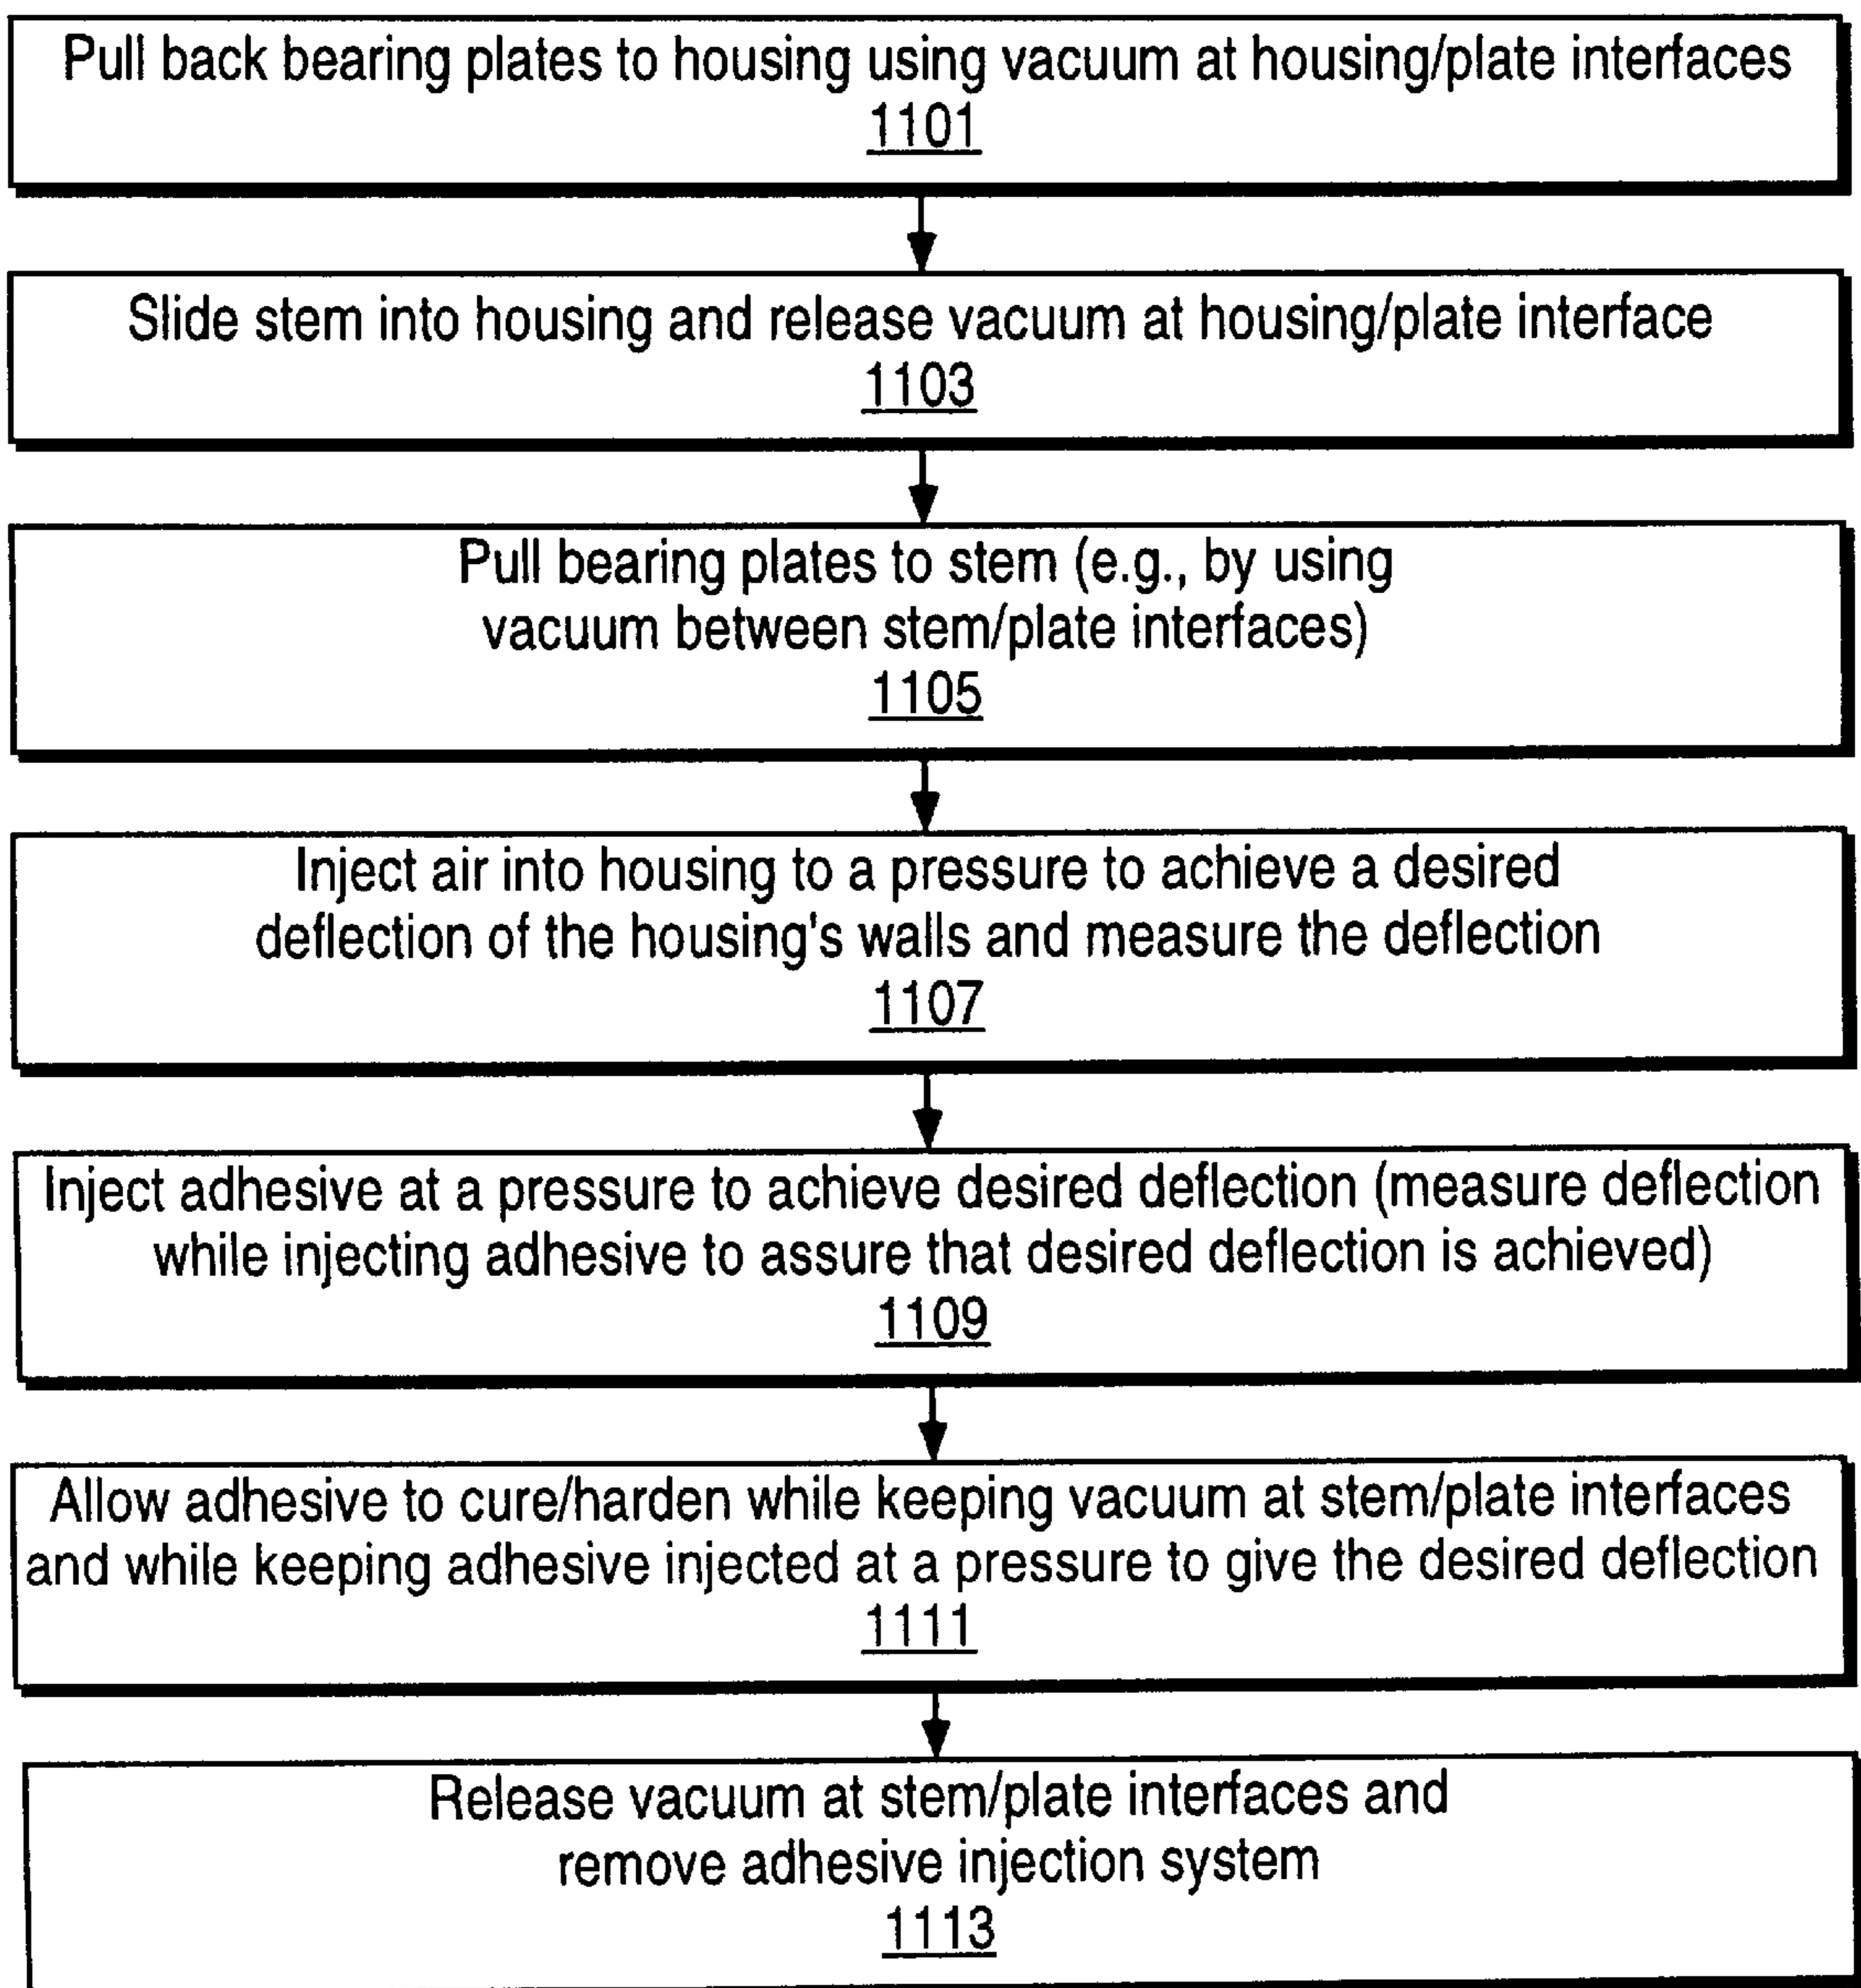 Pull back bearing plates to housing using vacuum at housing/plate interfaces
1101
Slide stem into housing and release vacuum at housing/plate interface
1103
Pull bearing plates to stem (e.g., by using
vacuum between stem/plate interfaces)
1105
Inject air into housing to a pressure to achieve a desired
deflection of the housing's walls and measure the deflection
1107
Inject adhesive at a pressure to achieve desired deflection (measure deflection
while injecting adhesive to assure that desired deflection is achieved)
1109
Allow adhesive to cure/harden while keeping vacuum at stem/plate interfaces
and while keeping adhesive injected at a pressure to give the desired deflection
1111
Release vacuum at stem/plate interfaces and
remove adhesive injection system
1113